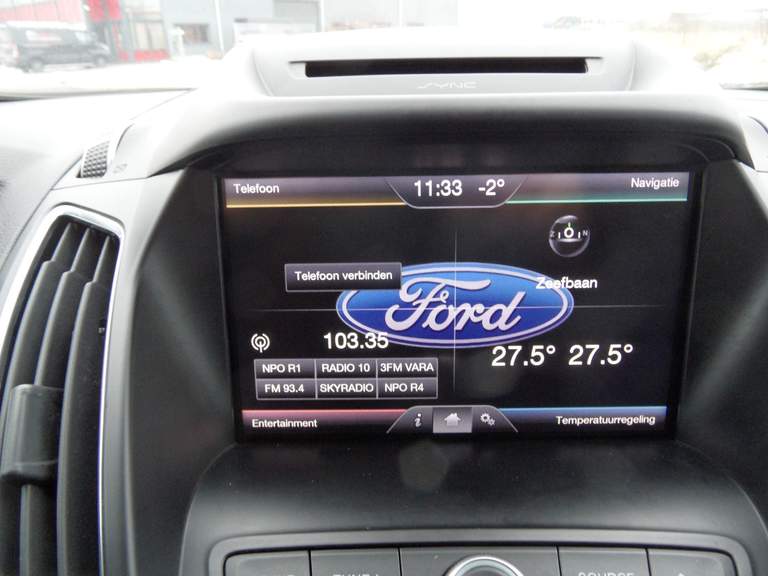 SYNC
Telefoon 11:33 -2° Navigatie
Z O N
Telefoon verbinden
Zeefbaan
Ford
103.35
27.5° 27.5°
NPO R1 RADIO 10 3FM VARA
FM 93.4 SKYRADIO NPO R4
Entertainment i Temperatuurregeling
SOURCE